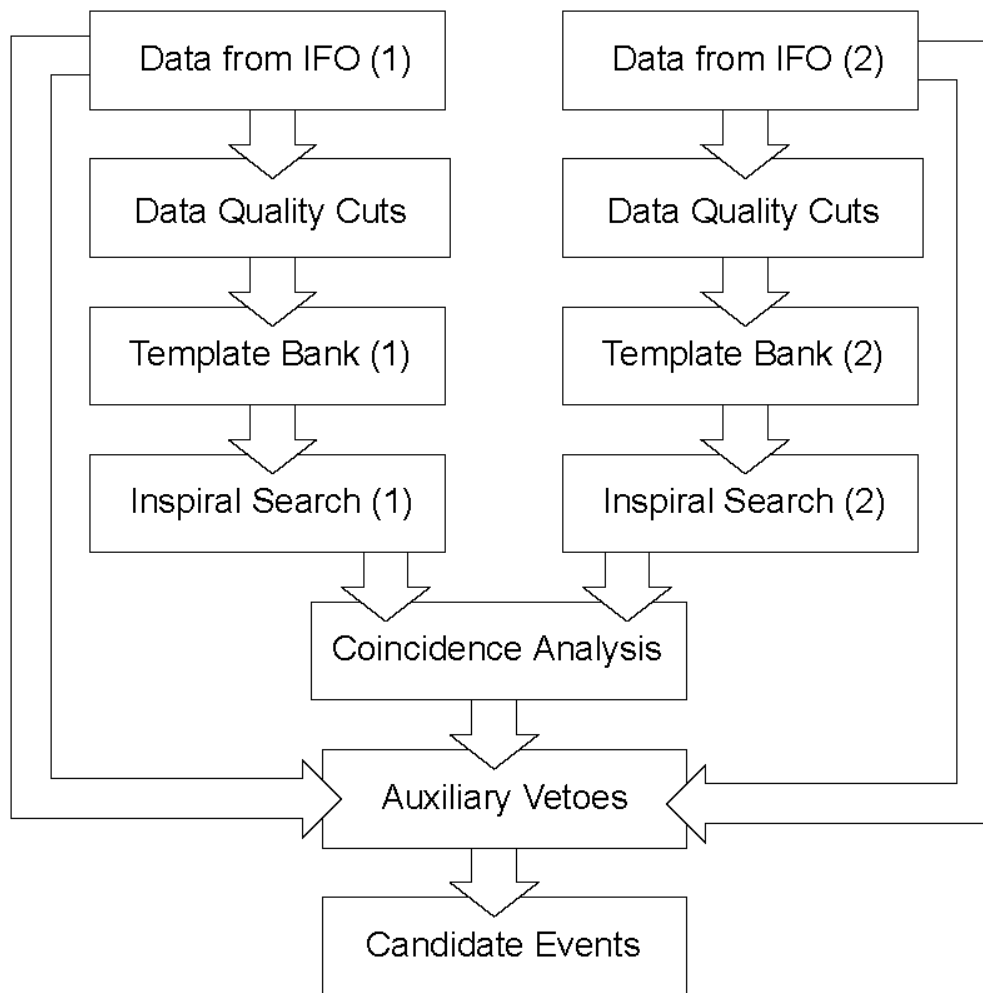 Data from IFO (1)
Data from IFO (2)
Data Quality Cuts
Data Quality Cuts
Template Bank (1)
Template Bank (2)
Inspiral Search (1)
Inspiral Search (2)
Coincidence Analysis
Auxiliary Vetoes
Candidate Events